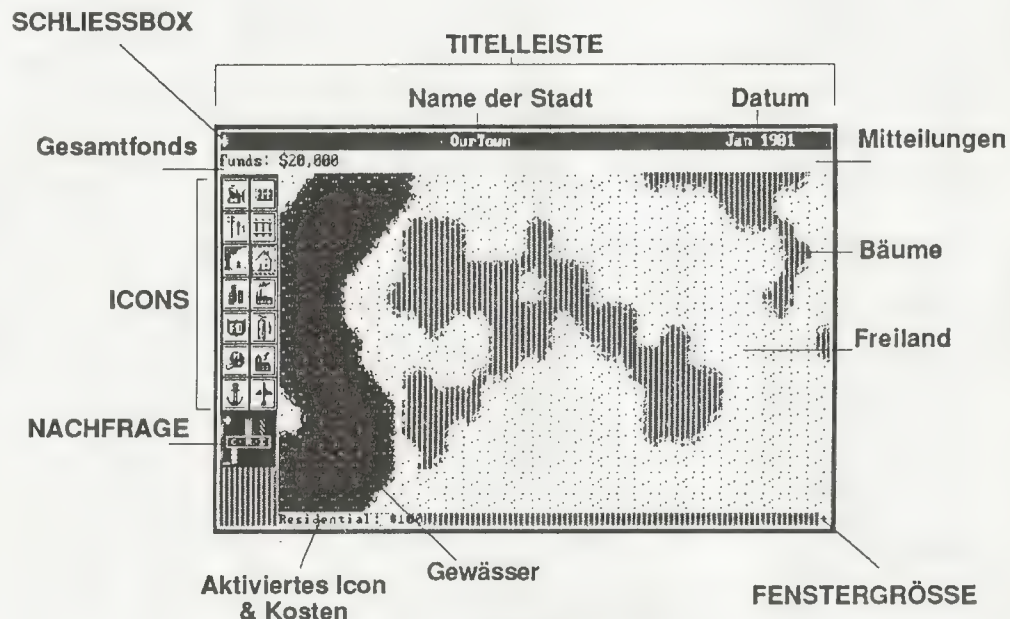 SCHLIESSBOX
TITELLEISTE
Name der Stadt
Datum
Gesamtfonds
OurTown
Jan 1901
Mitteilungen
funds: $20,000
Bäume
ICONS
Freiland
NACHFRAGE
Residential: $100
Gewässer
Aktiviertes Icon
& Kosten
FENSTERGRÖSSE